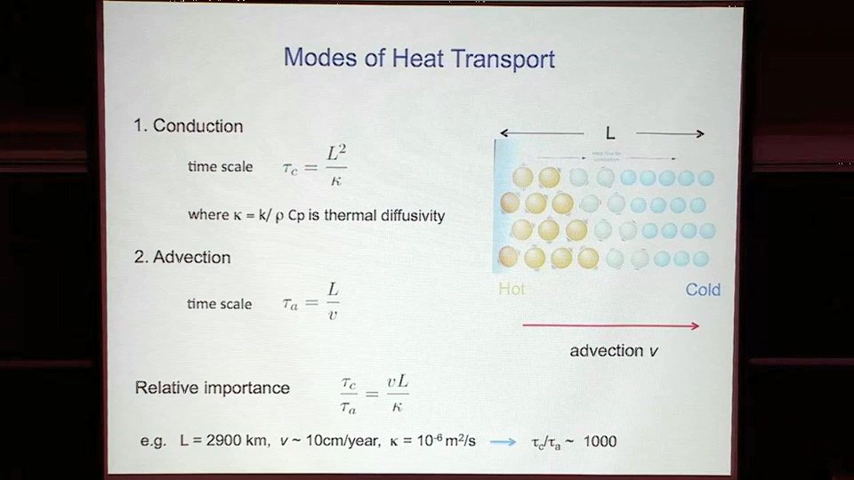 Modes of Heat Transport
1. Conduction
time scale τc = L²/κ
where κ = k/ ρ Cp is thermal diffusivity
2. Advection
time scale τa = L/v
Relative importance τc/τa = vL/κ
e.g. L = 2900 km, v ~ 10cm/year, κ = 10⁻⁶ m²/s → τc/τa ~ 1000
L
Hot
Cold
advection v